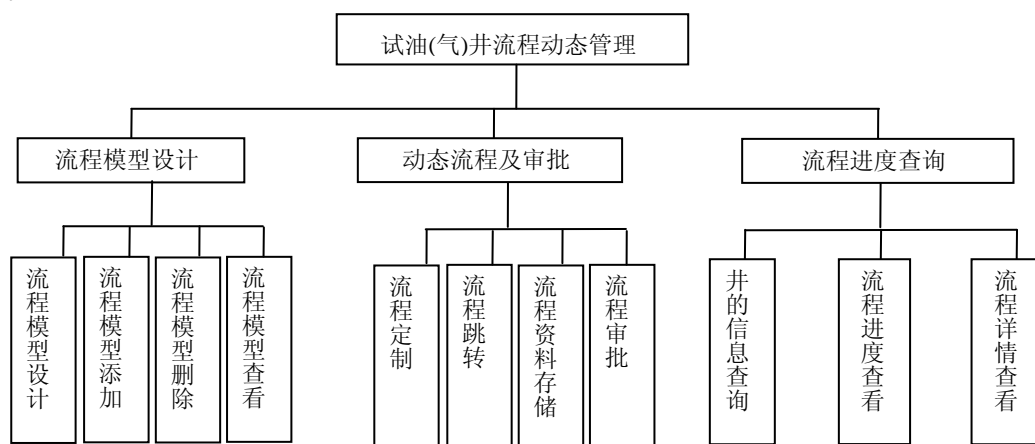 试油(气)井流程动态管理
流程模型设计
动态流程及审批
流程进度查询
流程模型设计
流程模型添加
流程模型删除
流程模型查看
流程定制
流程跳转
流程资料存储
流程审批
井的信息查询
流程进度查看
流程详情查看